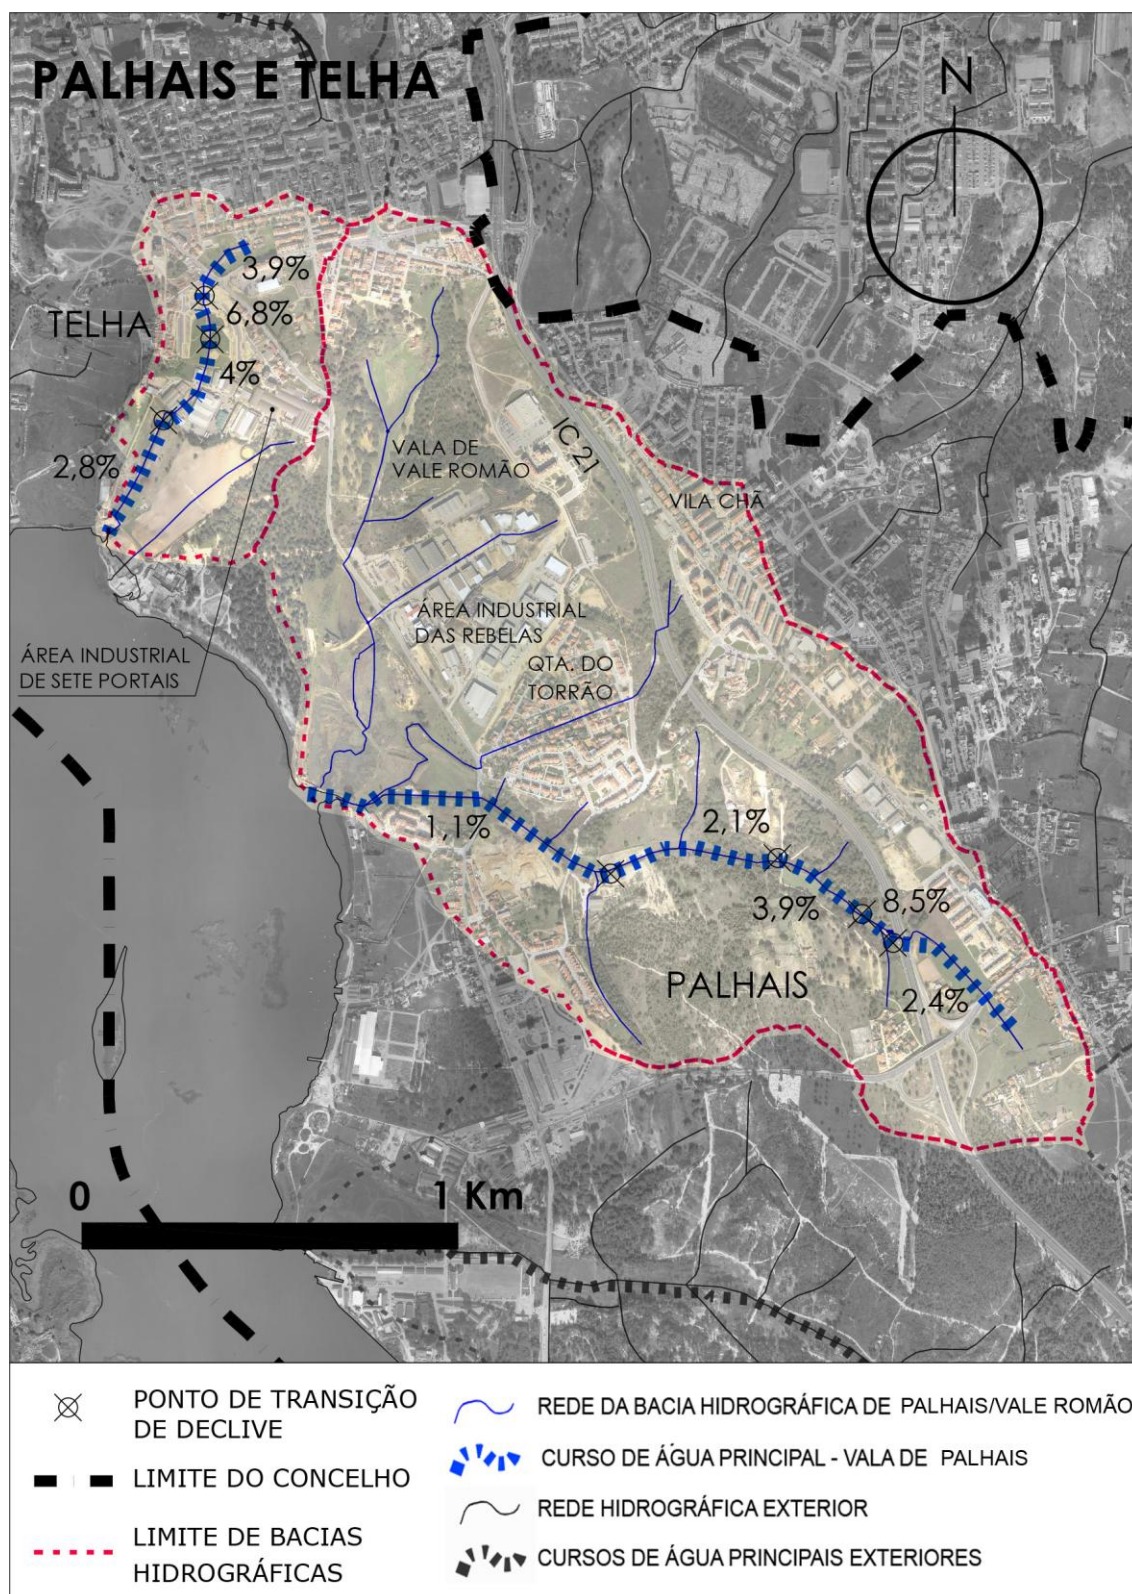 PALHAIS E TELHA
N
3,9%
6,8%
TELHA
4%
2,8%
IC 21
VALA DE
VALE ROMÃO
VILA CHÃ
ÁREA INDUSTRIAL
DAS REBELAS
ÁREA INDUSTRIAL
DE SETE PORTAIS
QTA. DO
TORRÃO
1,1%
2,1%
3,9%
8,5%
PALHAIS
2,4%
0
1 Km
PONTO DE TRANSIÇÃO
DE DECLIVE
LIMITE DO CONCELHO
LIMITE DE BACIAS
HIDROGRÁFICAS
REDE DA BACIA HIDROGRÁFICA DE PALHAIS/VALE ROMÃO
CURSO DE ÁGUA PRINCIPAL - VALA DE PALHAIS
REDE HIDROGRÁFICA EXTERIOR
CURSOS DE ÁGUA PRINCIPAIS EXTERIORES